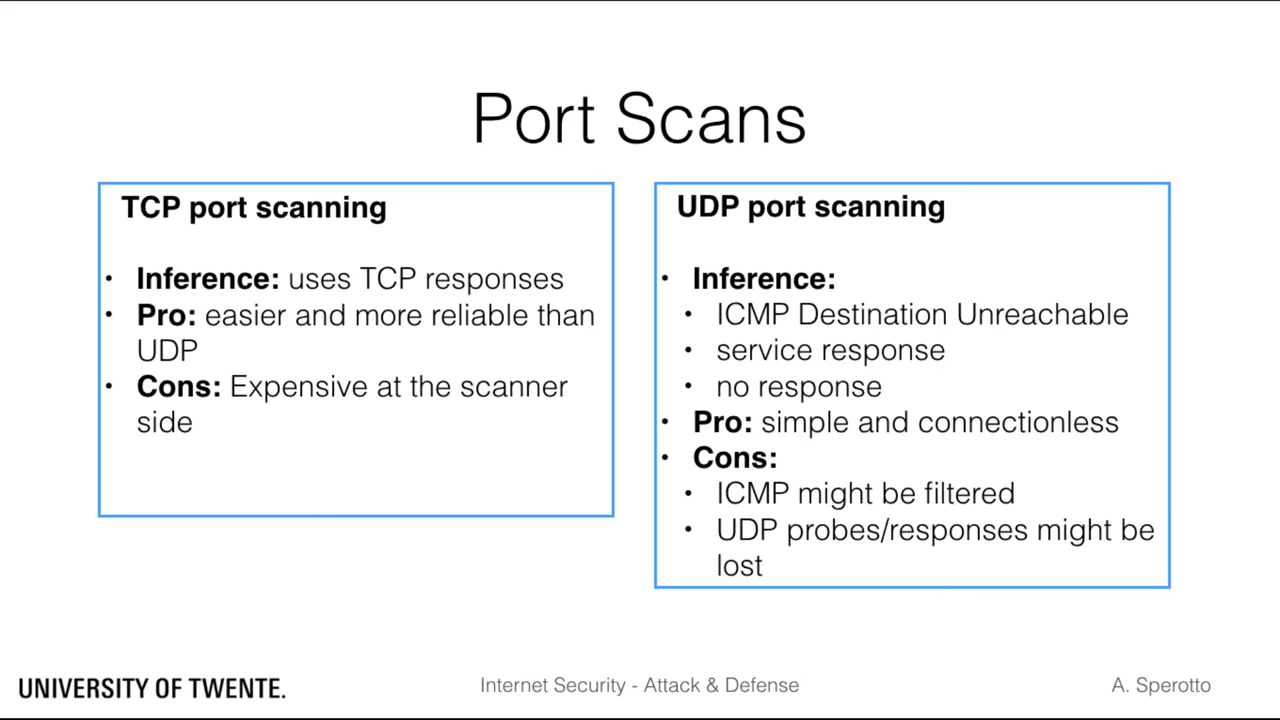 Port Scans
TCP port scanning
• Inference: uses TCP responses
• Pro: easier and more reliable than
UDP
• Cons: Expensive at the scanner
side
UDP port scanning
• Inference:
• ICMP Destination Unreachable
• service response
• no response
• Pro: simple and connectionless
• Cons:
• ICMP might be filtered
• UDP probes/responses might be
lost
UNIVERSITY OF TWENTE.
Internet Security - Attack & Defense
A. Sperotto